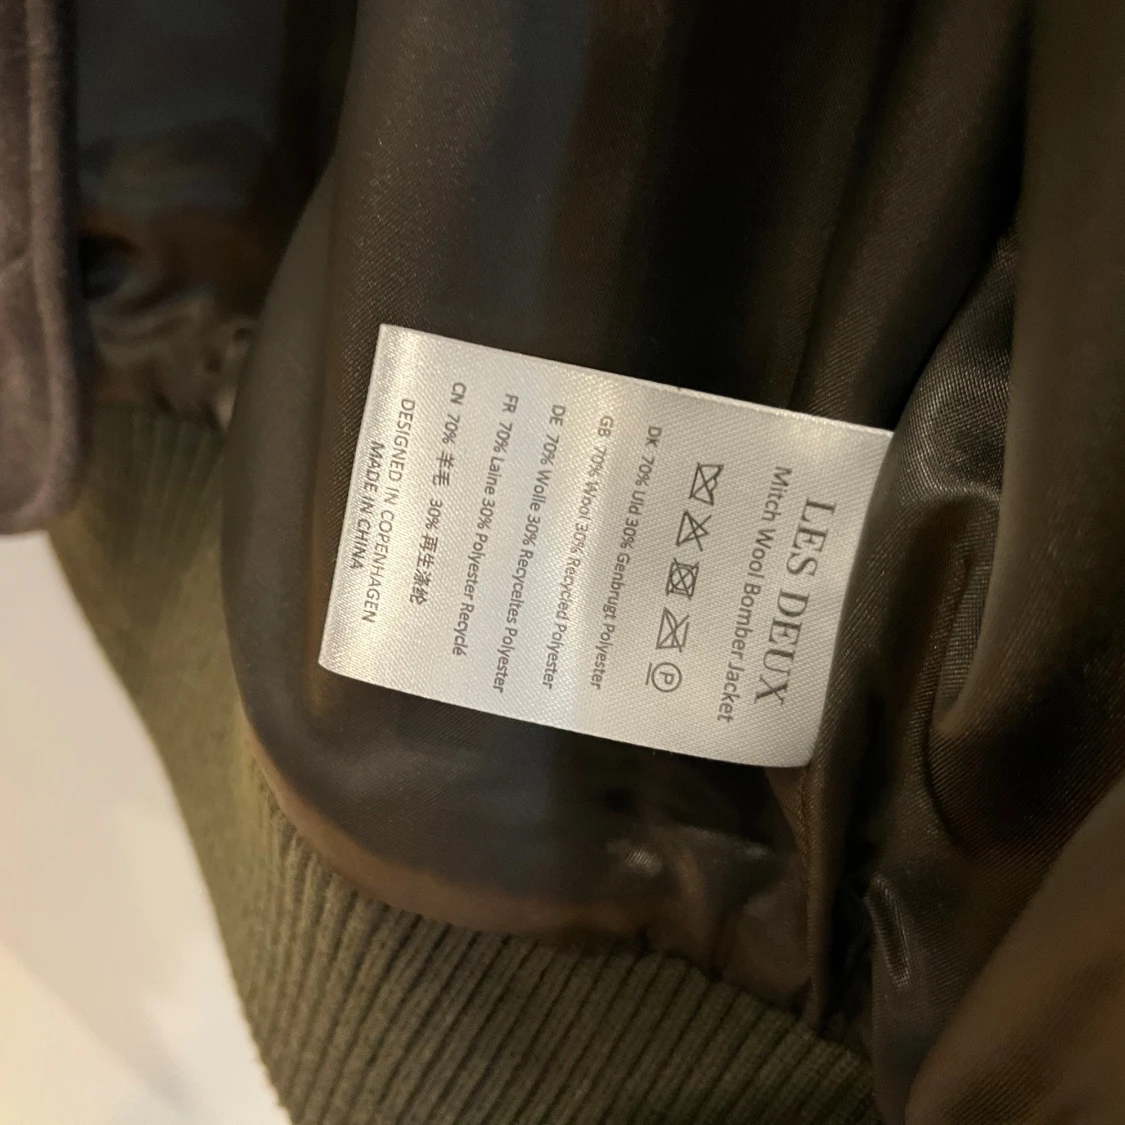 LES DEUX
Mitch Wool Bomber Jacket
P
DK 70% Uld 30% Genbrugt Polyester
GB 70% Wool 30% Recycled Polyester
DE 70% Wolle 30% Recyceltes Polyester
FR 70% Laine 30% Polyester Recyclé
CN 70% 羊毛 30% 再生涤纶
DESIGNED IN COPENHAGEN
MADE IN CHINA